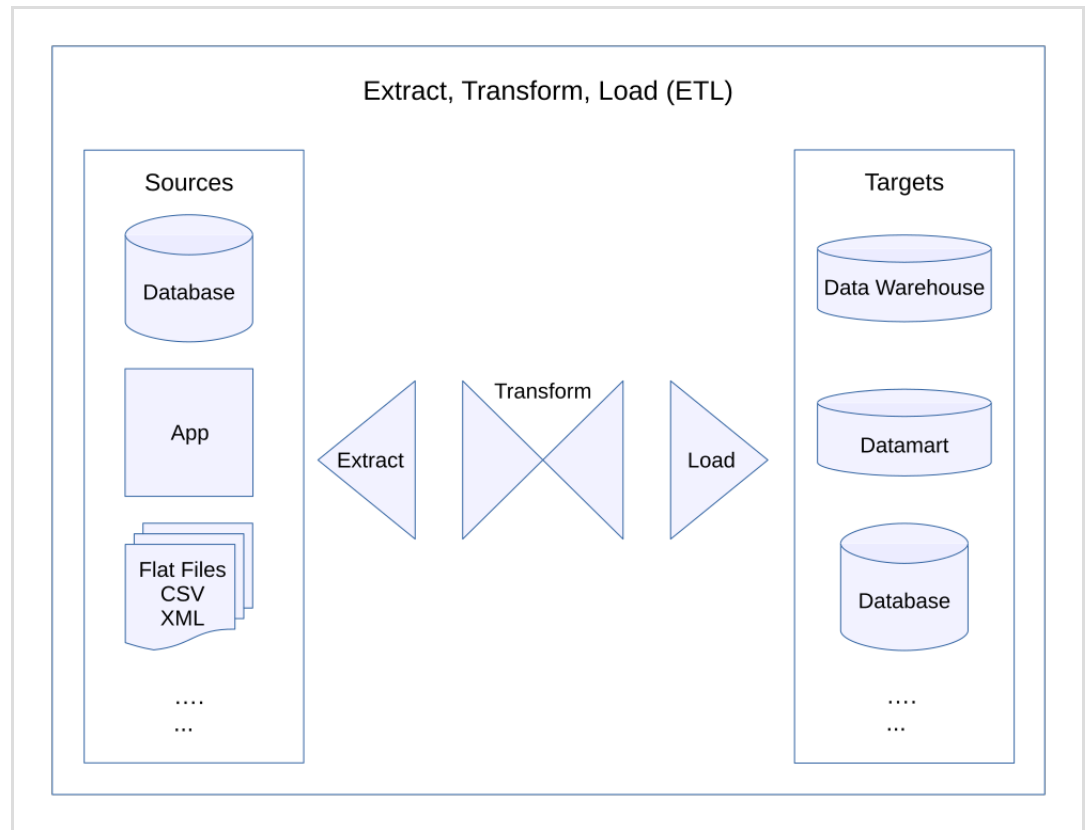 Extract, Transform, Load (ETL)
Sources
Database
App
Flat Files
CSV
XML
....
...
Extract
Transform
Load
Targets
Data Warehouse
Datamart
Database
....
...